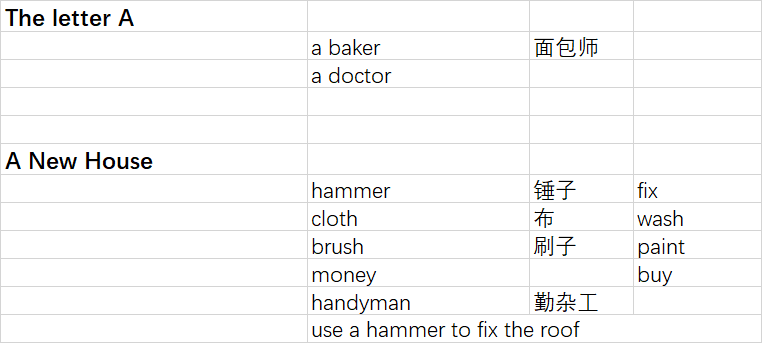 The letter A
a baker 面包师
a doctor
A New House
hammer 锤子 fix
cloth 布 wash
brush 刷子 paint
money buy
handyman 勤杂工
use a hammer to fix the roof